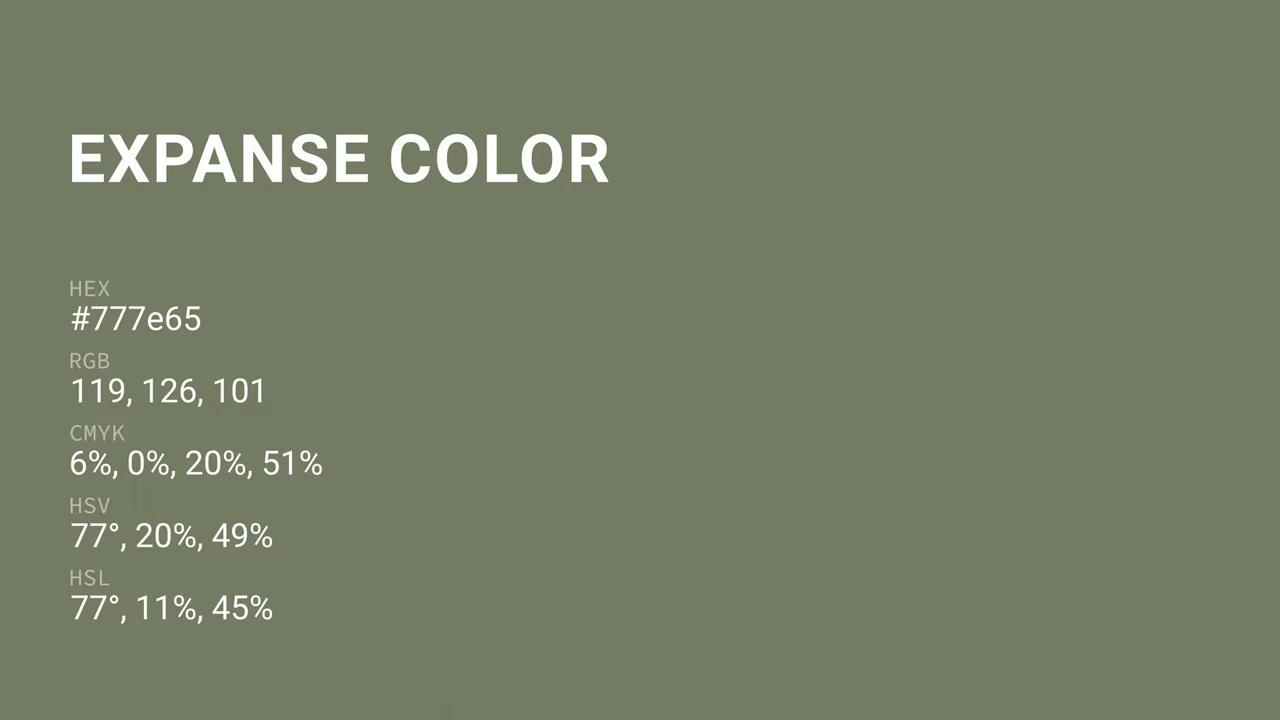 EXPANSE COLOR
HEX
#777e65
RGB
119, 126, 101
CMYK
6%, 0%, 20%, 51%
HSV
77°, 20%, 49%
HSL
77°, 11%, 45%